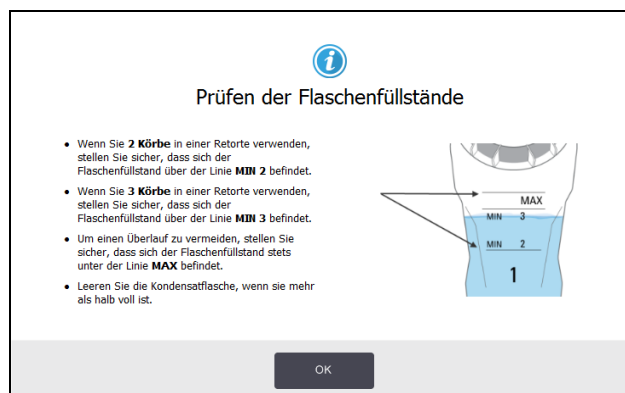 Prüfen der Flaschenfüllstände
• Wenn Sie 2 Körbe in einer Retorte verwenden,
stellen Sie sicher, dass sich der
Flaschenfüllstand über der Linie MIN 2 befindet.
• Wenn Sie 3 Körbe in einer Retorte verwenden,
stellen Sie sicher, dass sich der
Flaschenfüllstand über der Linie MIN 3 befindet.
• Um einen Überlauf zu vermeiden, stellen Sie
sicher, dass sich der Flaschenfüllstand stets
unter der Linie MAX befindet.
• Leeren Sie die Kondensatflasche, wenn sie mehr
als halb voll ist.
MAX
MIN 3
MIN 2
1
OK